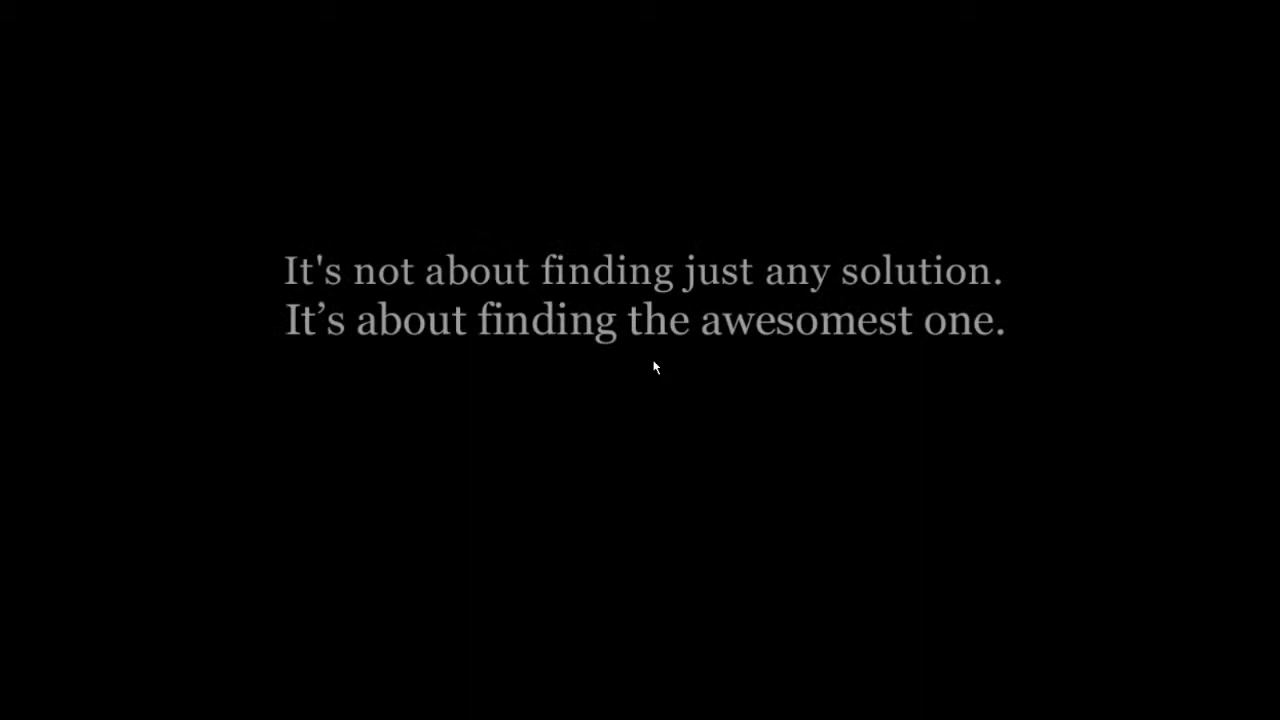 It's not about finding just any solution.
It’s about finding the awesomest one.